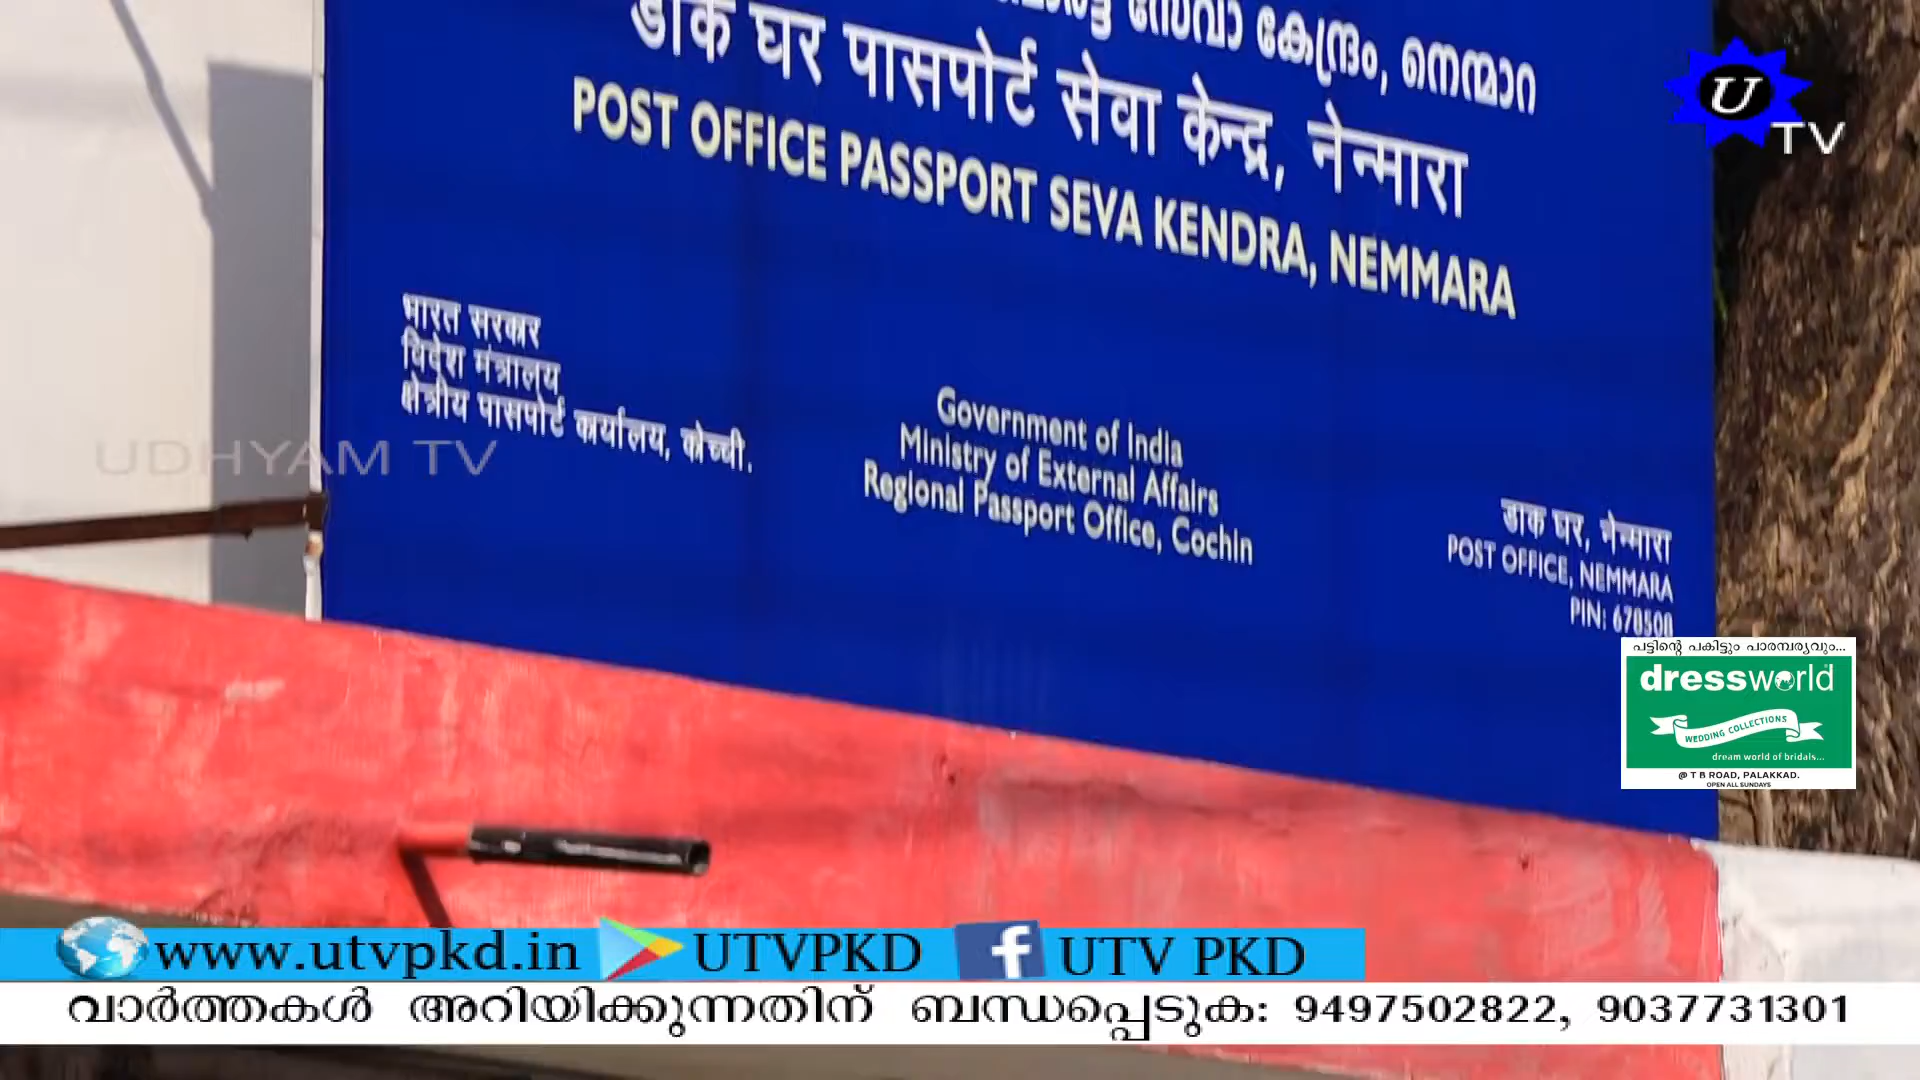 സേവാ കേന്ദ്രം, നെന്മാറ
डाक घर पासपोर्ट सेवा केन्द्र, नेन्मारा
POST OFFICE PASSPORT SEVA KENDRA, NEMMARA
भारत सरकार
विदेश मंत्रालय
क्षेत्रीय पासपोर्ट कार्यालय, कोच्ची.
Government of India
Ministry of External Affairs
Regional Passport Office, Cochin
डाक घर, नेन्मारा
POST OFFICE, NEMMARA
PIN: 678508
U TV
UDHYAM TV
പട്ടിന്റെ പകിട്ടും പാരമ്പര്യവും...
dressworld
WEDDING COLLECTIONS
dream world of bridals...
@ T B ROAD, PALAKKAD.
OPEN ALL SUNDAYS
www.utvpkd.in UTVPKD f UTV PKD
വാർത്തകൾ അറിയിക്കുന്നതിന് ബന്ധപ്പെടുക: 9497502822, 9037731301